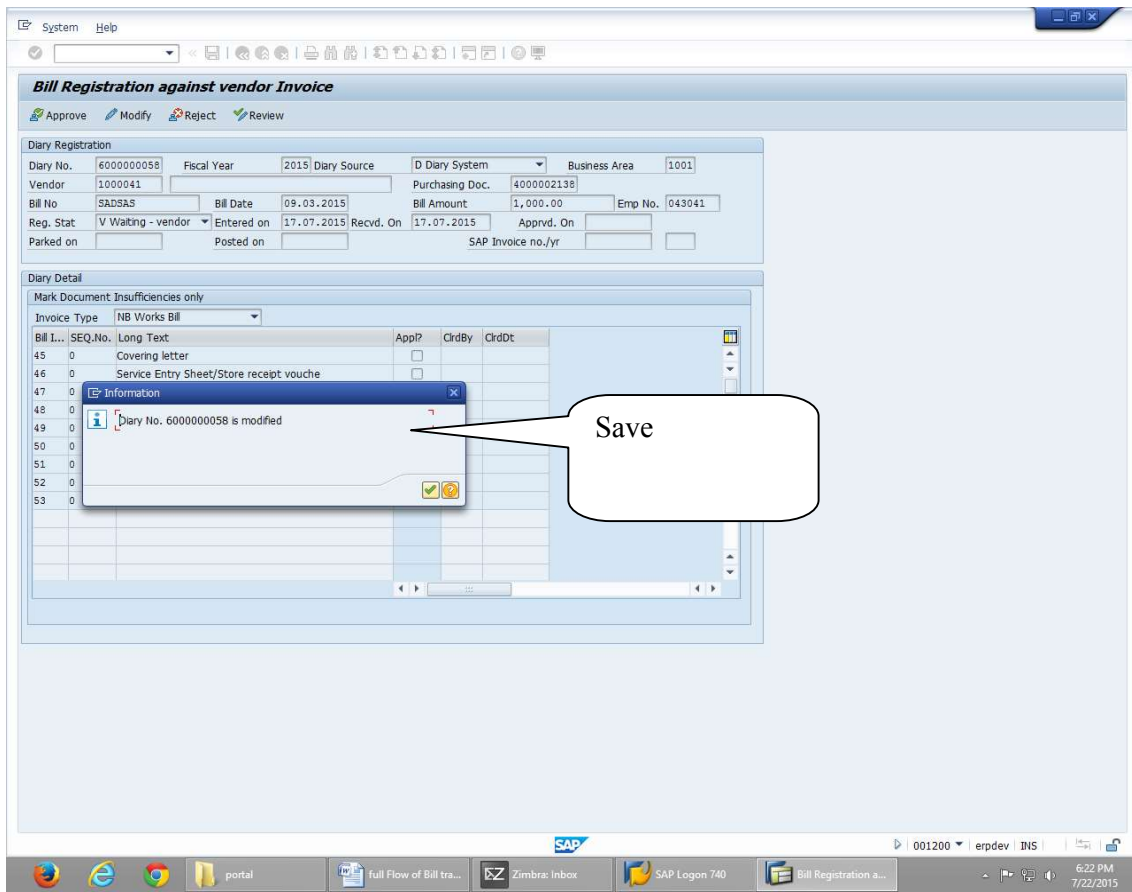 System Help
Bill Registration against vendor Invoice
Approve Modify Reject Review
Diary Registration
Diary No. 6000000058 Fiscal Year 2015 Diary Source D Diary System Business Area 1001
Vendor 1000041 Purchasing Doc. 4000002138
Bill No SADSAS Bill Date 09.03.2015 Bill Amount 1,000.00 Emp No. 043041
Reg. Stat V Waiting - vendor Entered on 17.07.2015 Recvd. On 17.07.2015 Apprvd. On
Parked on Posted on SAP Invoice no./yr
Diary Detail
Mark Document Insufficiencies only
Invoice Type NB Works Bill
Bill I... SEQ.No. Long Text Appl? ClrdBy ClrdDt
45 0 Covering letter
46 0 Service Entry Sheet/Store receipt vouche
47 0
Information
48 0
Diary No. 6000000058 is modified
49 0
Save
50 0
51 0
52 0
53 0
SAP
001200 erpdev INS
portal full Flow of Bill tra... Zimbra: Inbox SAP Logon 740 Bill Registration a...
6:22 PM
7/22/2015